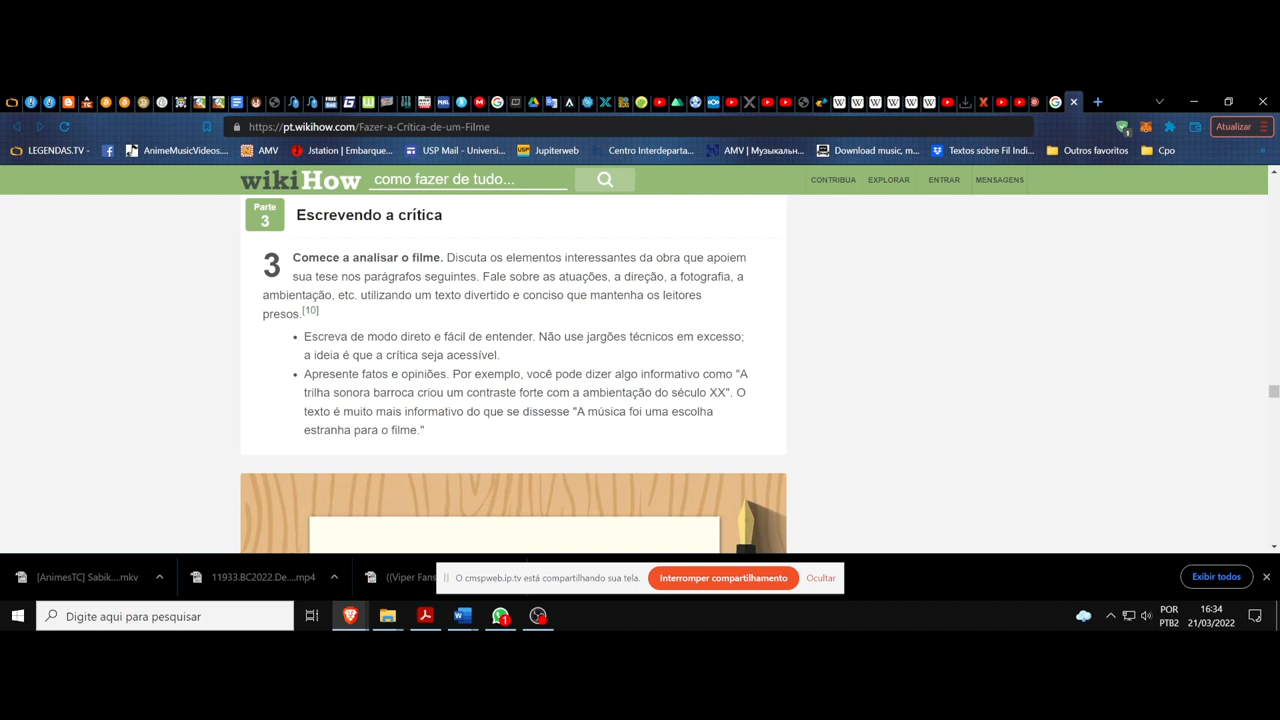 https://pt.wikihow.com/Fazer-a-Crítica-de-um-Filme
Atualizar
LEGENDAS.TV
AnimeMusicVideos...
AMV
Jstation | Embarque...
USP Mail - Universi...
Jupiterweb
Centro Interdeparta...
AMV | Музыкальн...
Download music, m...
Textos sobre Fil Indi...
Outros favoritos
Cpo
wikiHow
como fazer de tudo...
CONTRIBUA
EXPLORAR
ENTRAR
MENSAGENS
Parte
3
Escrevendo a crítica
3 Comece a analisar o filme. Discuta os elementos interessantes da obra que apoiem
sua tese nos parágrafos seguintes. Fale sobre as atuações, a direção, a fotografia, a
ambientação, etc. utilizando um texto divertido e conciso que mantenha os leitores
presos.[10]
• Escreva de modo direto e fácil de entender. Não use jargões técnicos em excesso;
a ideia é que a crítica seja acessível.
• Apresente fatos e opiniões. Por exemplo, você pode dizer algo informativo como "A
trilha sonora barroca criou um contraste forte com a ambientação do século XX". O
texto é muito mais informativo do que se dissesse "A música foi uma escolha
estranha para o filme."
[AnimesTC] Sabik....mkv
11933.BC2022.De....mp4
((Viper Fans
O cmspweb.ip.tv está compartilhando sua tela.
Interromper compartilhamento
Ocultar
Exibir todos
Digite aqui para pesquisar
1
POR
PTB2
16:34
21/03/2022